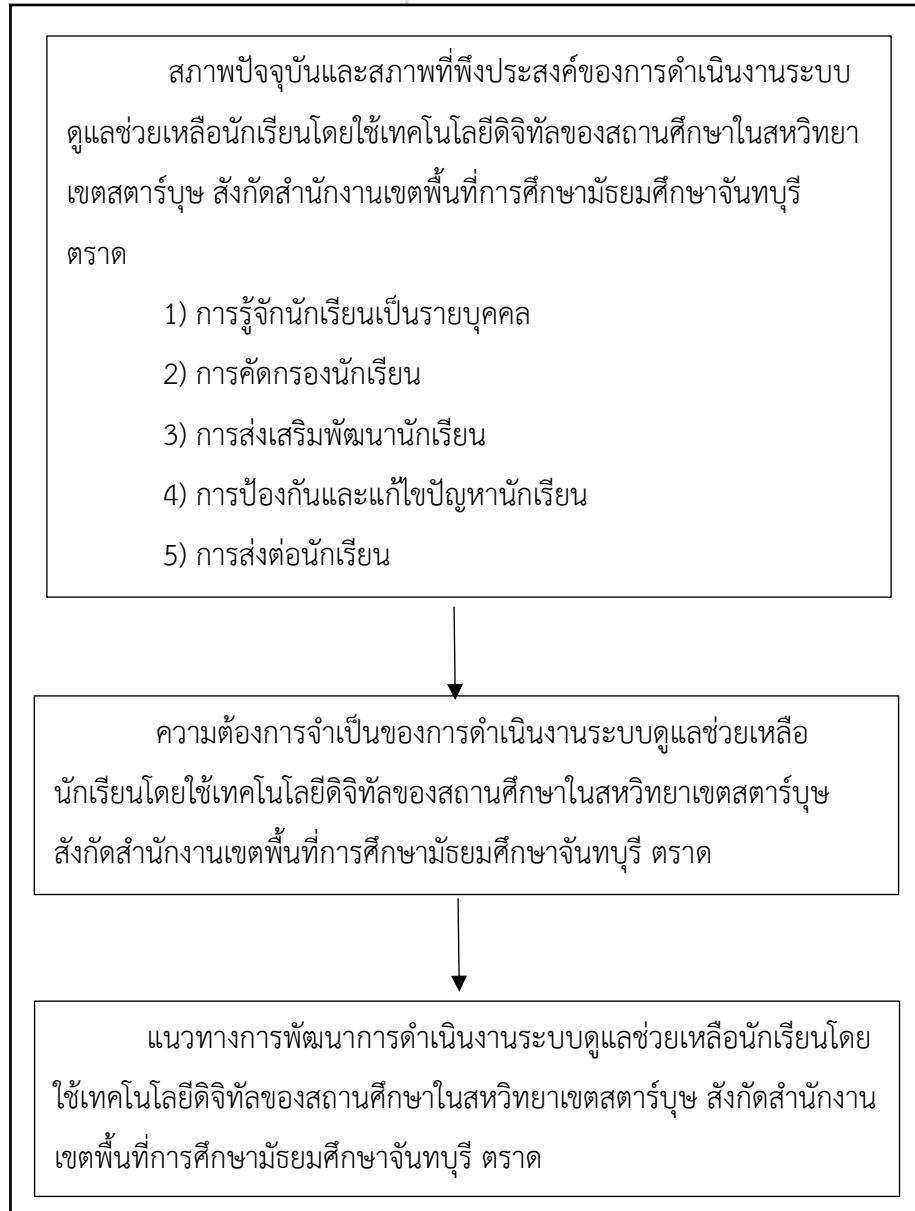 สภาพปัจจุบันและสภาพที่พึงประสงค์ของการดำเนินงานระบบ
ดูแลช่วยเหลือนักเรียนโดยใช้เทคโนโลยีดิจิทัลของสถานศึกษาในสหวิทยา
เขตสตาร์บุษ สังกัดสำนักงานเขตพื้นที่การศึกษามัธยมศึกษาจันทบุรี
ตราด
1) การรู้จักนักเรียนเป็นรายบุคคล
2) การคัดกรองนักเรียน
3) การส่งเสริมพัฒนานักเรียน
4) การป้องกันและแก้ไขปัญหานักเรียน
5) การส่งต่อนักเรียน
ความต้องการจำเป็นของการดำเนินงานระบบดูแลช่วยเหลือ
นักเรียนโดยใช้เทคโนโลยีดิจิทัลของสถานศึกษาในสหวิทยาเขตสตาร์บุษ
สังกัดสำนักงานเขตพื้นที่การศึกษามัธยมศึกษาจันทบุรี ตราด
แนวทางการพัฒนาการดำเนินงานระบบดูแลช่วยเหลือนักเรียนโดย
ใช้เทคโนโลยีดิจิทัลของสถานศึกษาในสหวิทยาเขตสตาร์บุษ สังกัดสำนักงาน
เขตพื้นที่การศึกษามัธยมศึกษาจันทบุรี ตราด